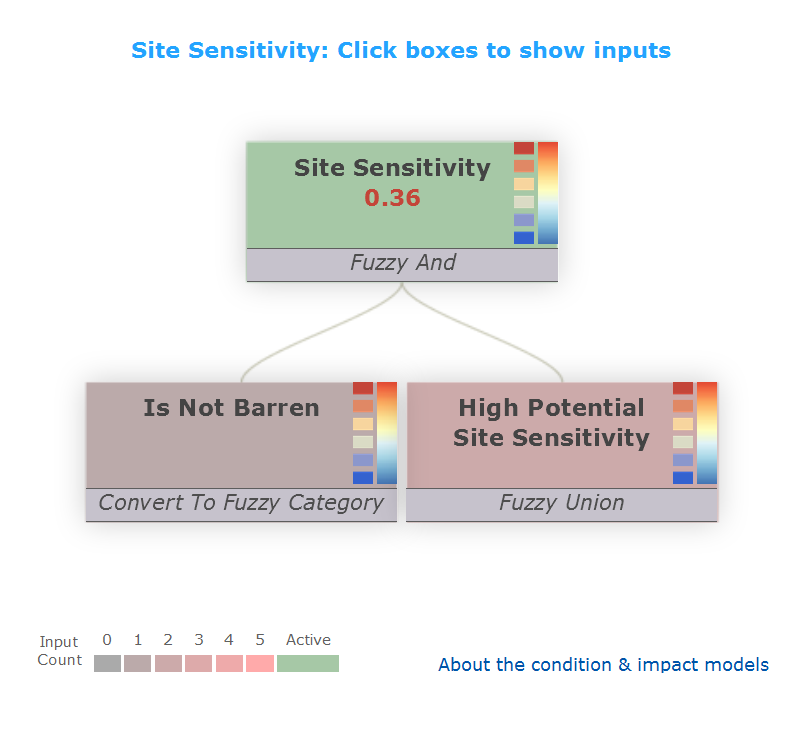 Site Sensitivity: Click boxes to show inputs
Site Sensitivity
0.36
Fuzzy And
Is Not Barren
Convert To Fuzzy Category
High Potential
Site Sensitivity
Fuzzy Union
Input
Count
0 1 2 3 4 5 Active
About the condition & impact models